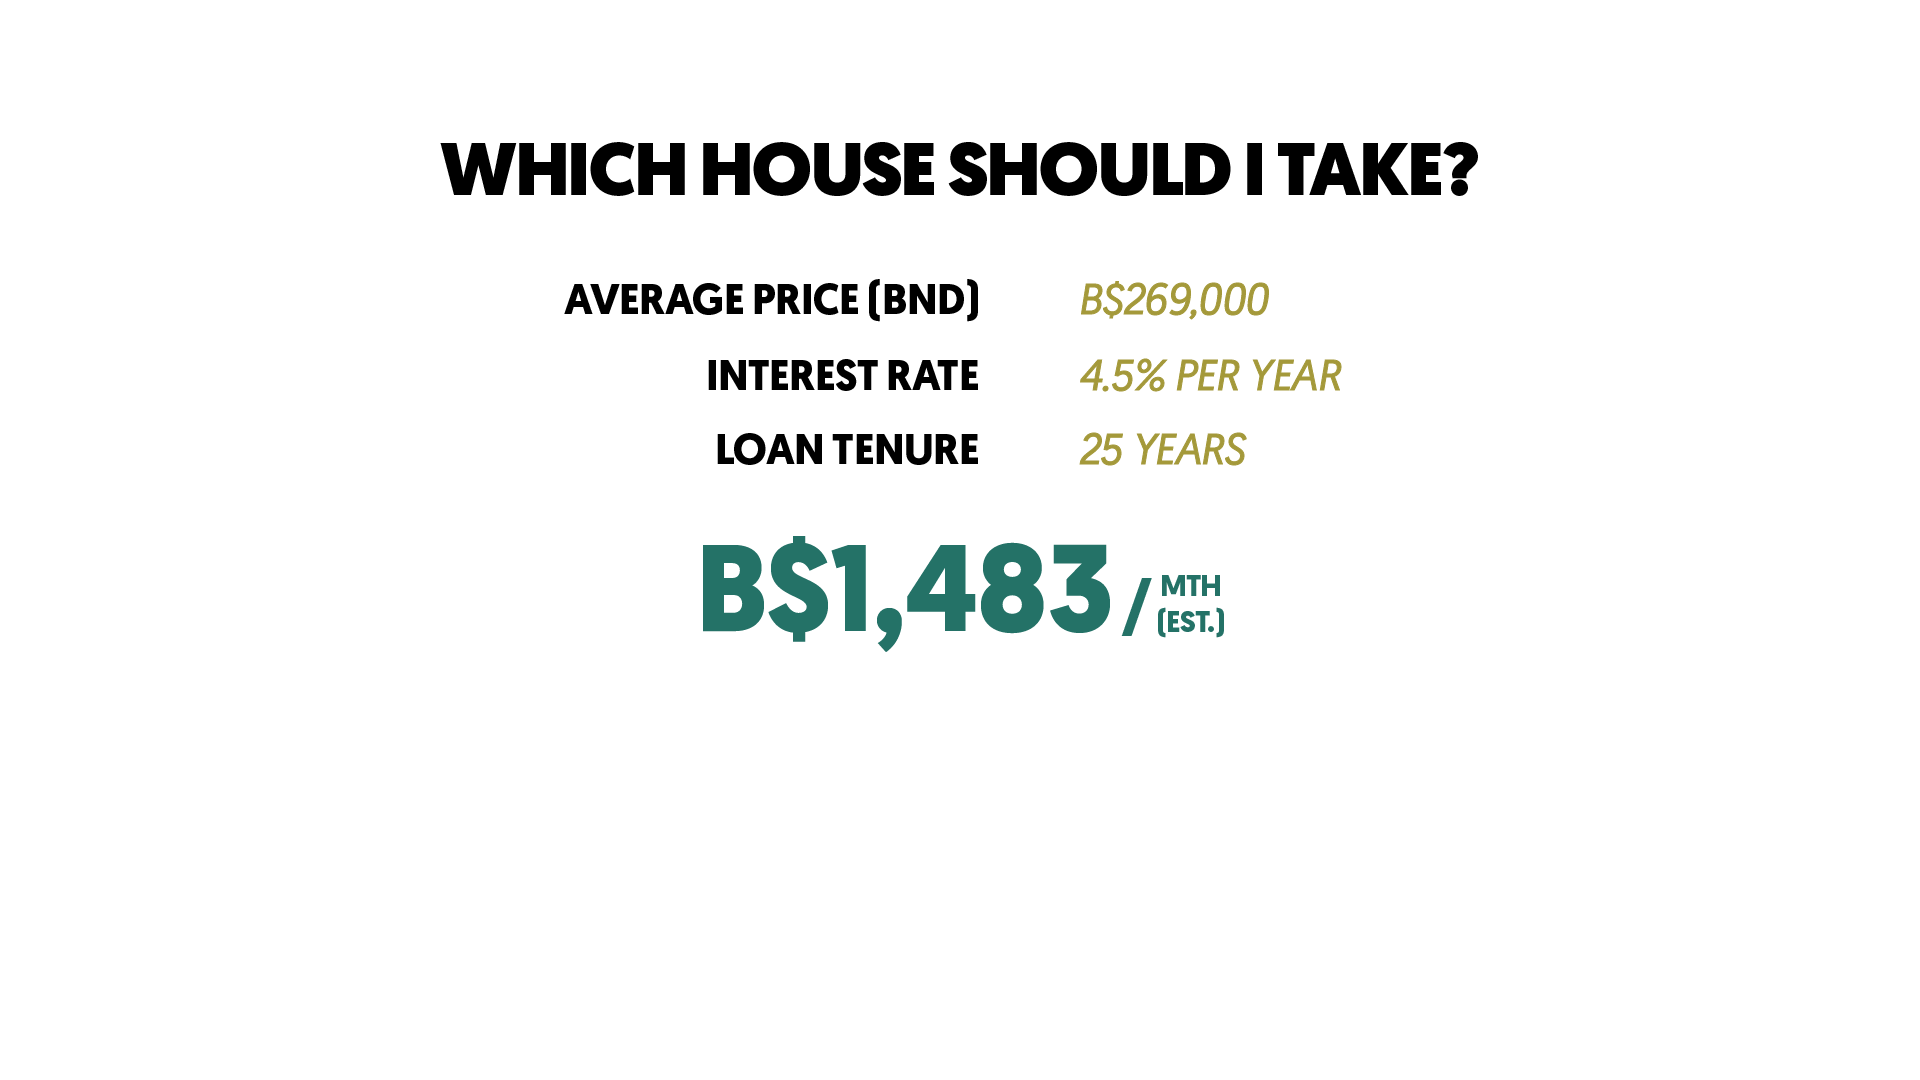 WHICH HOUSE SHOULD I TAKE?
AVERAGE PRICE (BND) B$269,000
INTEREST RATE 4.5% PER YEAR
LOAN TENURE 25 YEARS
B$1,483 / MTH (EST.)